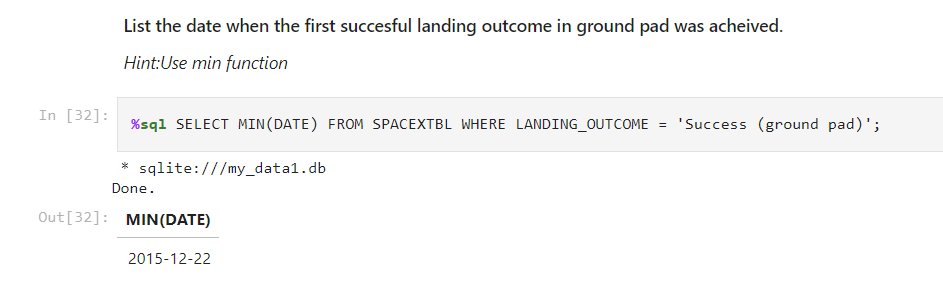 List the date when the first succesful landing outcome in ground pad was acheived.
Hint:Use min function
In [32]: %sql SELECT MIN(DATE) FROM SPACEXTBL WHERE LANDING_OUTCOME = 'Success (ground pad)';
* sqlite:///my_data1.db
Done.
Out[32]: MIN(DATE)
2015-12-22